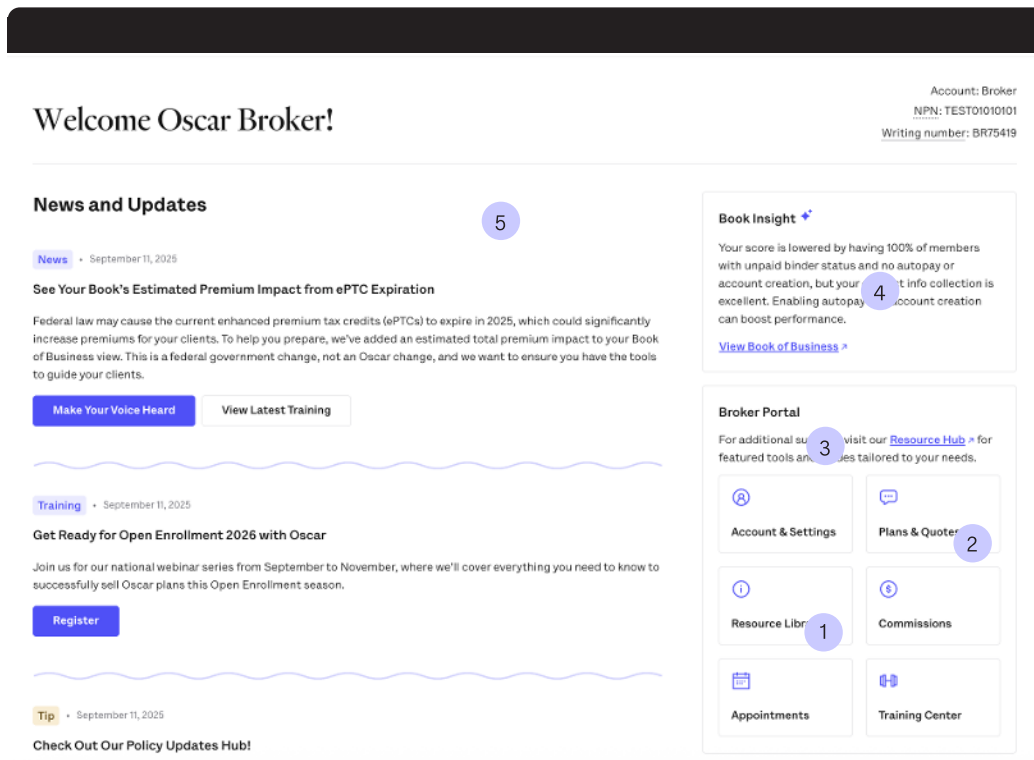 Welcome Oscar Broker!
Account: Broker
NPN: TEST01010101
Writing number: BR75419
News and Updates
5
News • September 11, 2025
See Your Book's Estimated Premium Impact from ePTC Expiration
Federal law may cause the current enhanced premium tax credits (ePTCs) to expire in 2025, which could significantly
increase premiums for your clients. To help you prepare, we've added an estimated total premium impact to your Book
of Business view. This is a federal government change, not an Oscar change, and we want to ensure you have the tools
to guide your clients.
Make Your Voice Heard
View Latest Training
Training • September 11, 2025
Get Ready for Open Enrollment 2026 with Oscar
Join us for our national webinar series from September to November, where we'll cover everything you need to know to
successfully sell Oscar plans this Open Enrollment season.
Register
Tip • September 11, 2025
Check Out Our Policy Updates Hub!
Book Insight
Your score is lowered by having 100% of members
with unpaid binder status and no autopay or
account creation, but your info collection is
4
excellent. Enabling autopay account creation
can boost performance.
View Book of Business ↗
Broker Portal
For additional visit our Resource Hub ↗ for
3
featured tools tailored to your needs.
Account & Settings
Plans & Quotes
2
Resource
1
Commissions
Appointments
Training Center